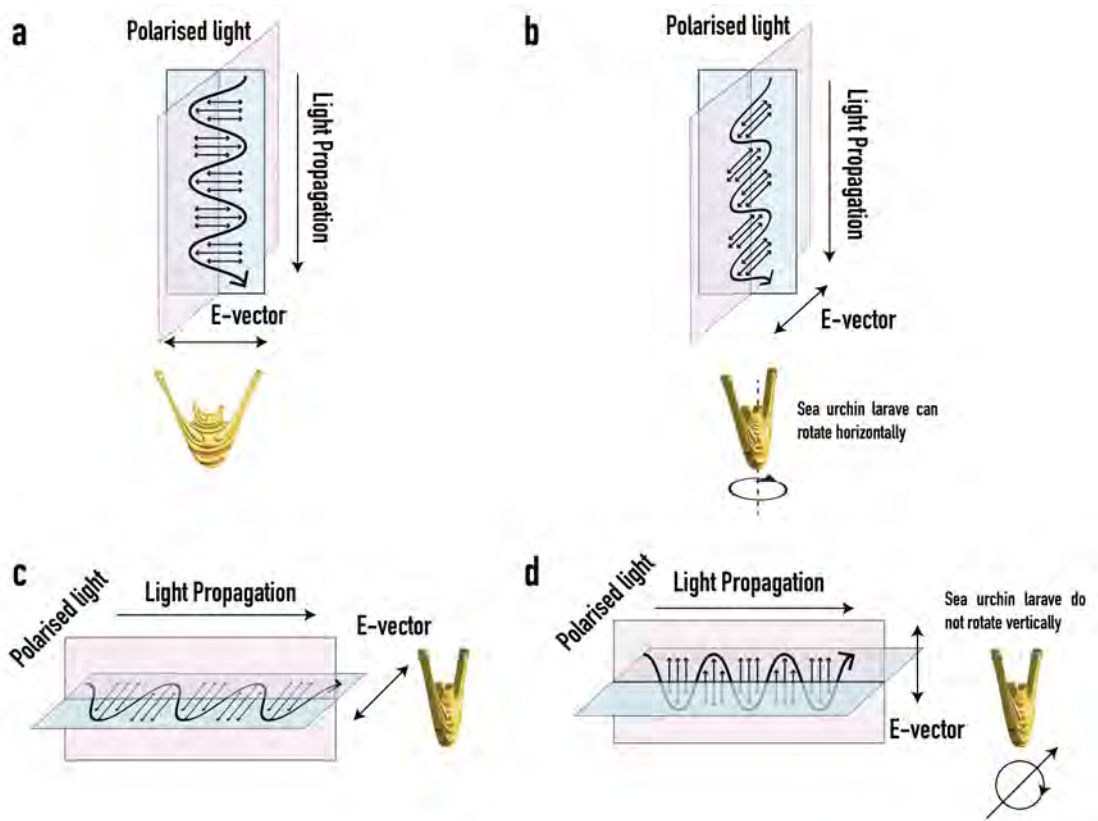 a
Polarised light
Light Propagation
E-vector
b
Polarised light
Light Propagation
E-vector
Sea urchin larave can
rotate horizontally
c
Polarised light
Light Propagation
E-vector
d
Polarised light
Light Propagation
E-vector
Sea urchin larave do
not rotate vertically